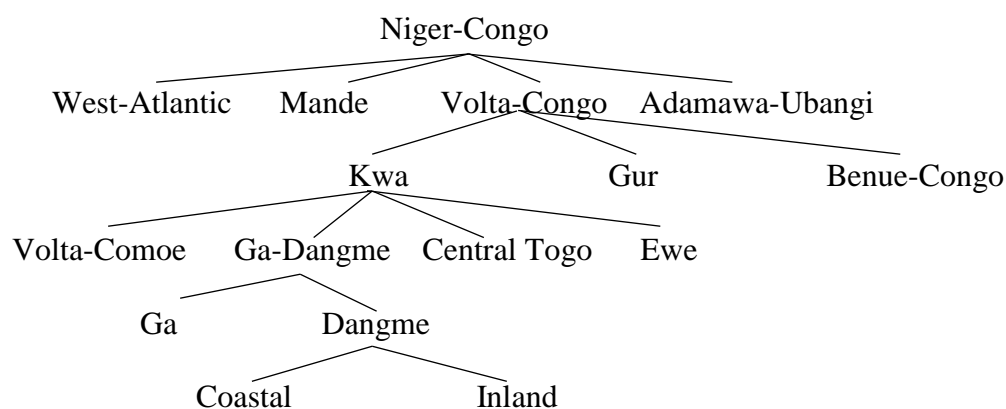 Niger-Congo
West-Atlantic Mande Volta-Congo Adamawa-Ubangi
Kwa Gur Benue-Congo
Volta-Comoe Ga-Dangme Central Togo Ewe
Ga Dangme
Coastal Inland